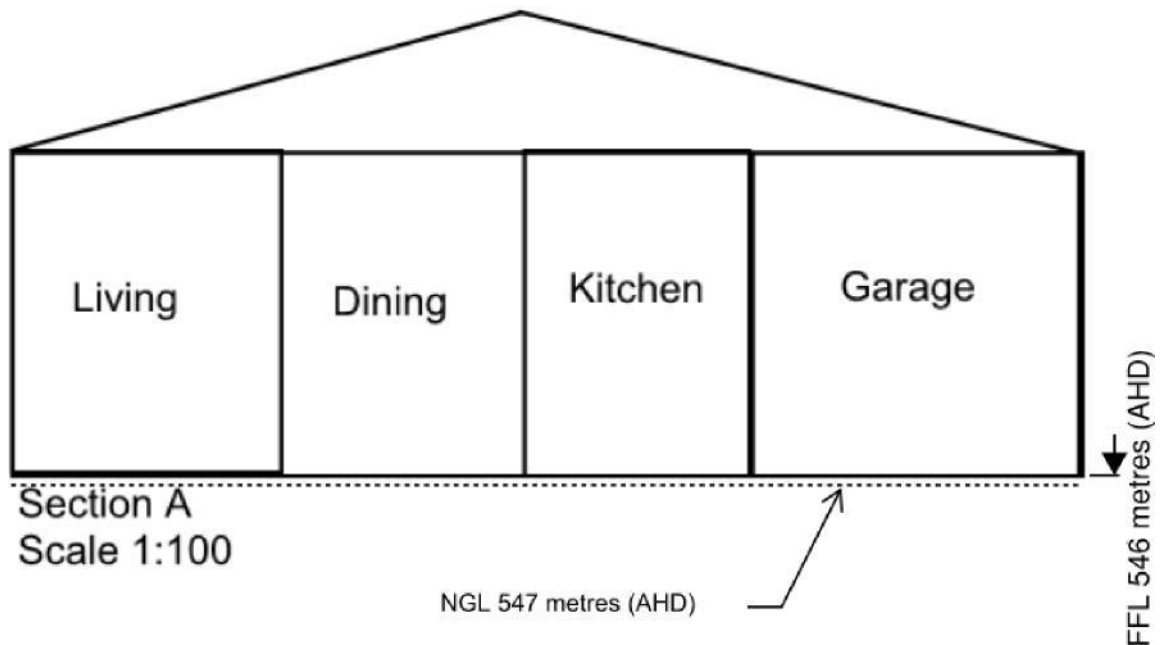 Living
Dining
Kitchen
Garage
FFL 546 metres (AHD)
Section A
Scale 1:100
NGL 547 metres (AHD)